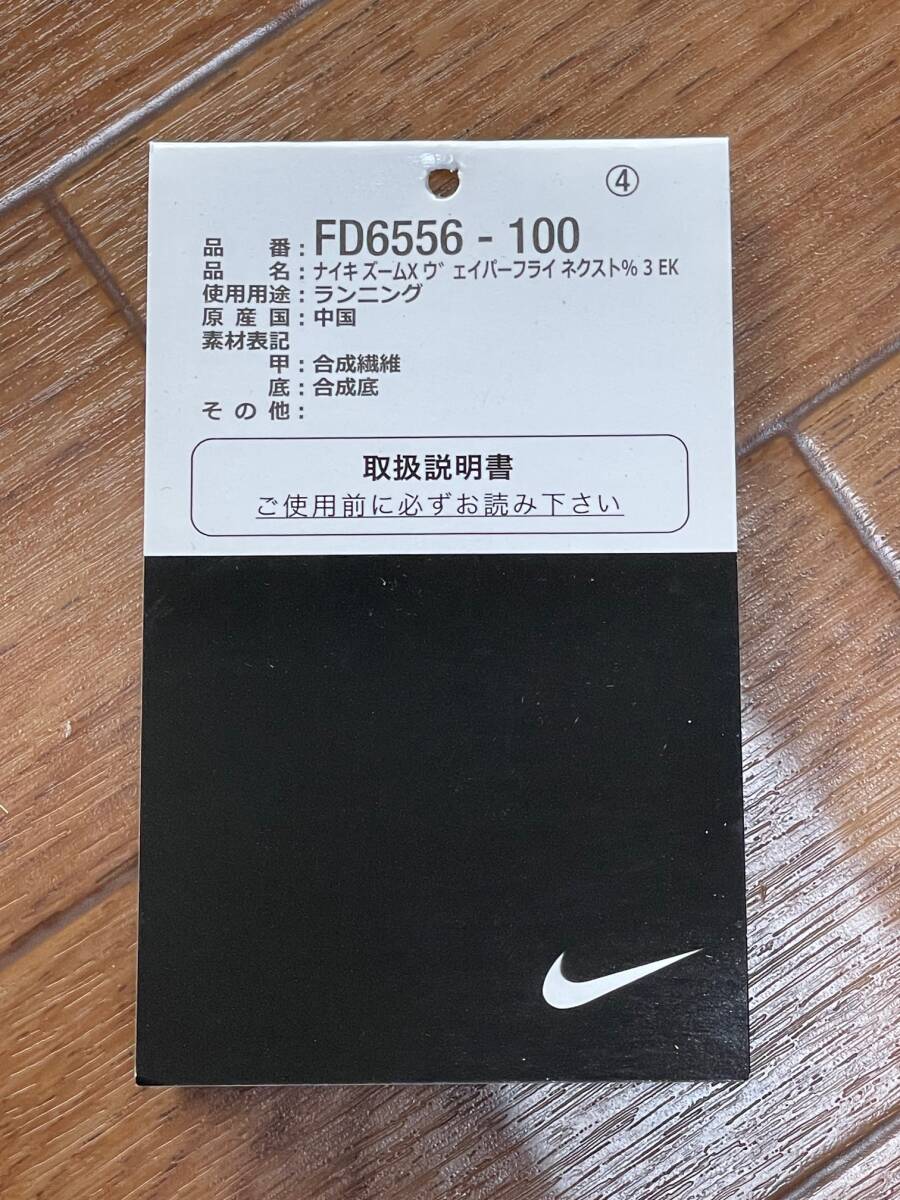 ④
品 番：FD6556 - 100
品 名：ナイキ ズームX ヴェイパーフライ ネクスト% 3 EK
使用用途：ランニング
原 産 国：中国
素材表記
甲：合成繊維
底：合成底
そ の 他：
取扱説明書
ご使用前に必ずお読み下さい